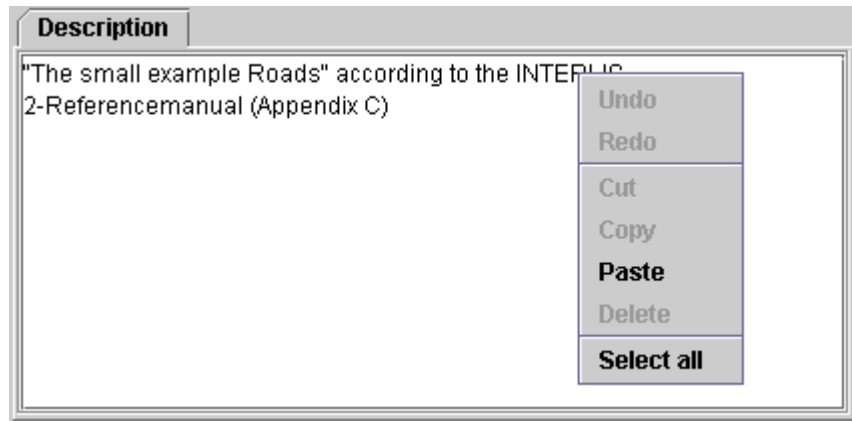 Description
"The small example Roads" according to the
2-Referencemanual (Appendix C)
Undo
Redo
Cut
Copy
Paste
Delete
Select all